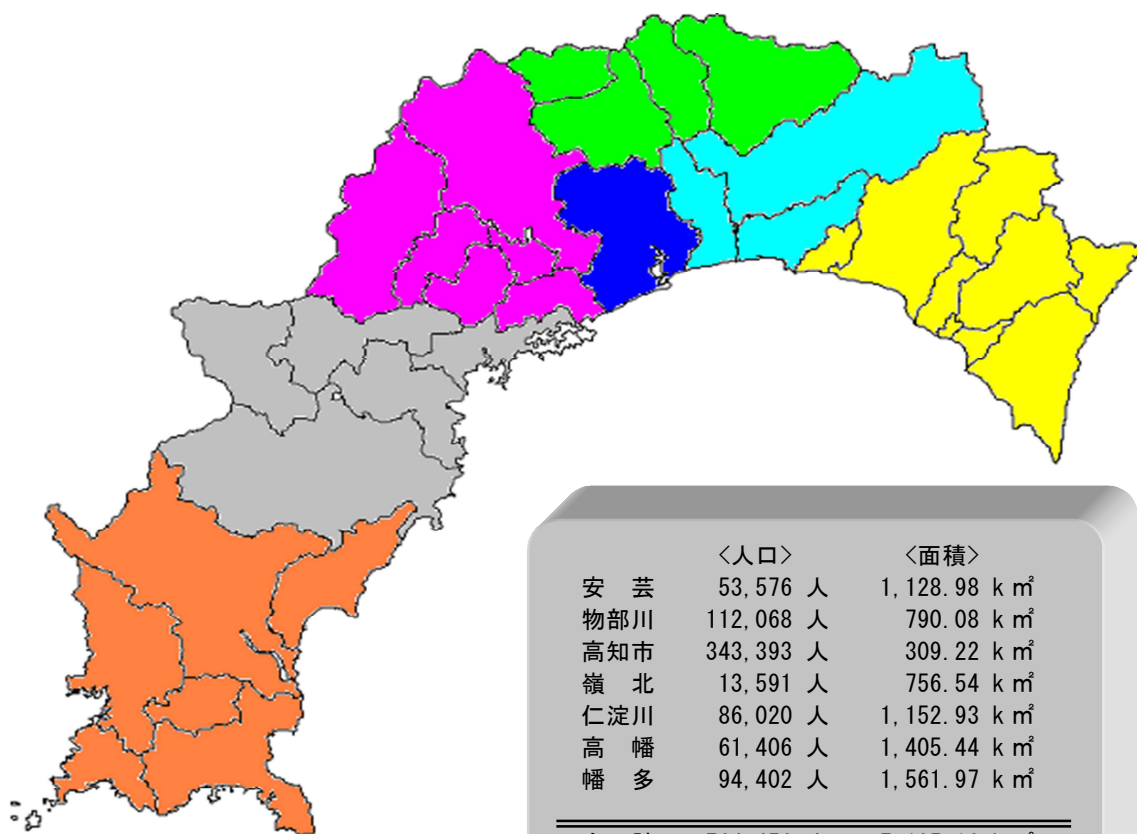 <人口> <面積>
安 芸 53,576 人 1,128.98 k㎡
物部川 112,068 人 790.08 k㎡
高知市 343,393 人 309.22 k㎡
嶺 北 13,591 人 756.54 k㎡
仁淀川 86,020 人 1,152.93 k㎡
高 幡 61,406 人 1,405.44 k㎡
幡 多 94,402 人 1,561.97 k㎡